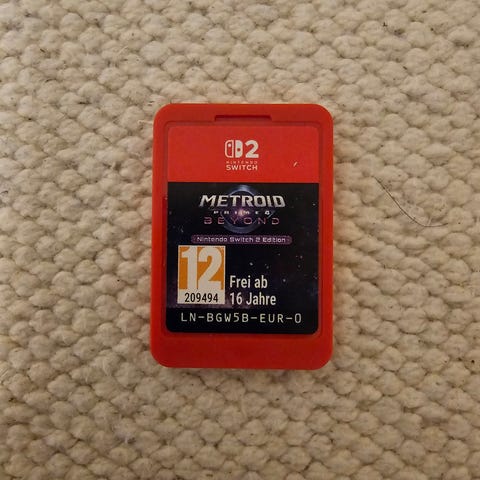 2
NINTENDO
SWITCH
METROID
PRIME 4
BEYOND
Nintendo Switch 2 Edition
12
209494
Frei ab
16 Jahre
LN-BGW5B-EUR-0